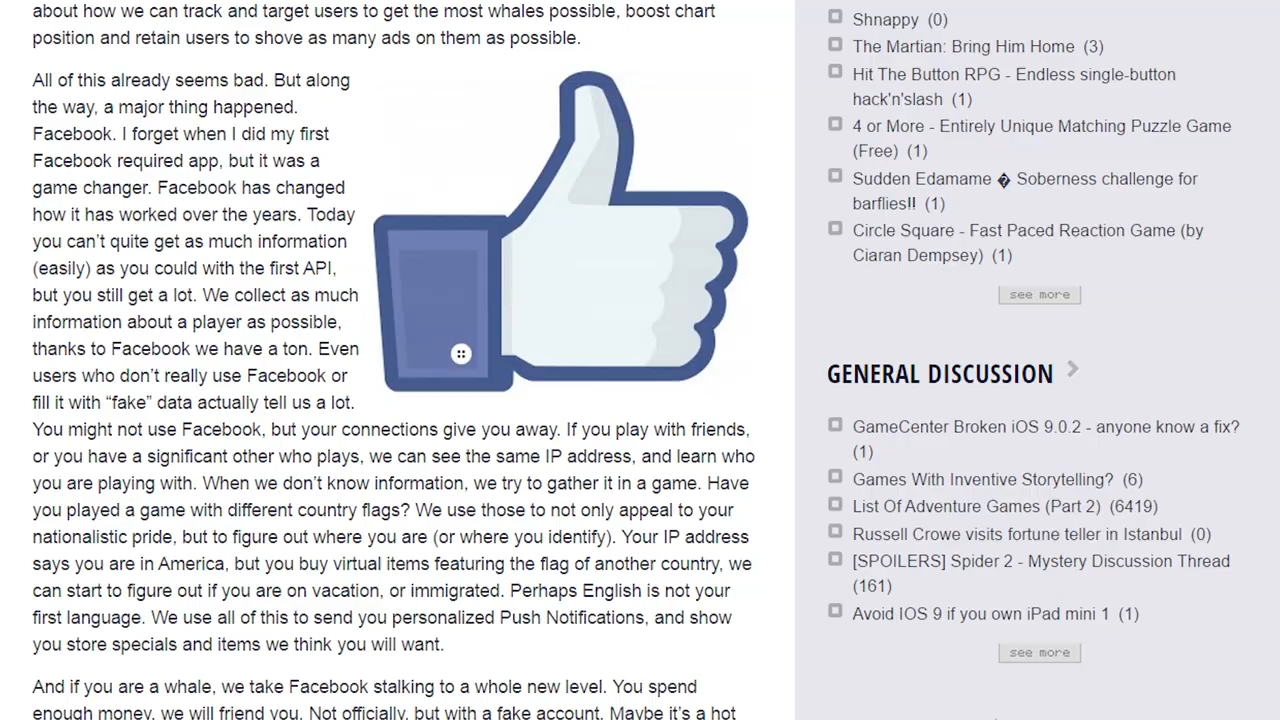 about how we can track and target users to get the most whales possible, boost chart
position and retain users to shove as many ads on them as possible.
All of this already seems bad. But along
the way, a major thing happened.
Facebook. I forget when I did my first
Facebook required app, but it was a
game changer. Facebook has changed
how it has worked over the years. Today
you can’t quite get as much information
(easily) as you could with the first API,
but you still get a lot. We collect as much
information about a player as possible,
thanks to Facebook we have a ton. Even
users who don’t really use Facebook or
fill it with “fake” data actually tell us a lot.
You might not use Facebook, but your connections give you away. If you play with friends,
or you have a significant other who plays, we can see the same IP address, and learn who
you are playing with. When we don’t know information, we try to gather it in a game. Have
you played a game with different country flags? We use those to not only appeal to your
nationalistic pride, but to figure out where you are (or where you identify). Your IP address
says you are in America, but you buy virtual items featuring the flag of another country, we
can start to figure out if you are on vacation, or immigrated. Perhaps English is not your
first language. We use all of this to send you personalized Push Notifications, and show
you store specials and items we think you will want.
And if you are a whale, we take Facebook stalking to a whole new level. You spend
enough money, we will friend you. Not officially, but with a fake account. Maybe it’s a hot
Shnappy (0)
The Martian: Bring Him Home (3)
Hit The Button RPG - Endless single-button
hack'n'slash (1)
4 or More - Entirely Unique Matching Puzzle Game
(Free) (1)
Sudden Edamame � Soberness challenge for
barflies!! (1)
Circle Square - Fast Paced Reaction Game (by
Ciaran Dempsey) (1)
see more
GENERAL DISCUSSION
GameCenter Broken iOS 9.0.2 - anyone know a fix?
(1)
Games With Inventive Storytelling? (6)
List Of Adventure Games (Part 2) (6419)
Russell Crowe visits fortune teller in Istanbul (0)
[SPOILERS] Spider 2 - Mystery Discussion Thread
(161)
Avoid IOS 9 if you own iPad mini 1 (1)
see more